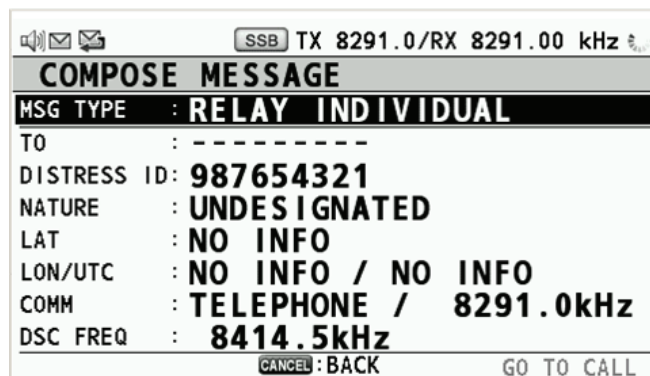 SSB TX 8291.0/RX 8291.00 kHz
COMPOSE MESSAGE
MSG TYPE : RELAY INDIVIDUAL
TO : ---------
DISTRESS ID: 987654321
NATURE : UNDESIGNATED
LAT : NO INFO
LON/UTC : NO INFO / NO INFO
COMM : TELEPHONE / 8291.0kHz
DSC FREQ : 8414.5kHz
CANCEL : BACK GO TO CALL